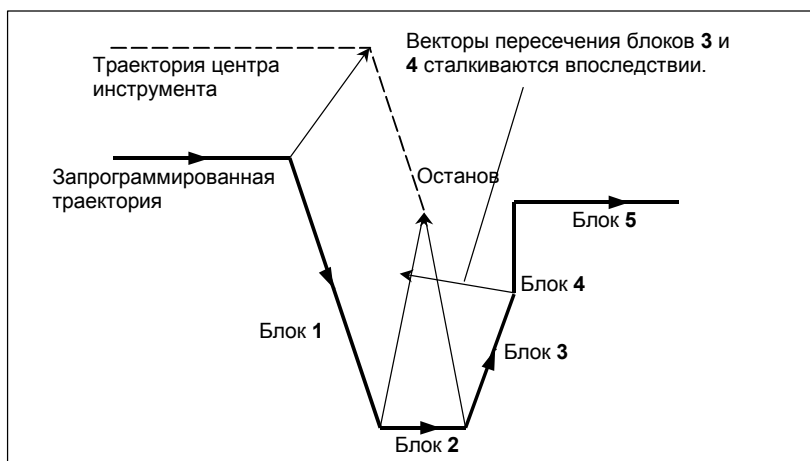 Векторы пересечения блоков 3 и
4 сталкиваются впоследствии.
Траектория центра
инструмента
Запрограммированная
траектория
Останов
Блок 5
Блок 4
Блок 1
Блок 3
Блок 2